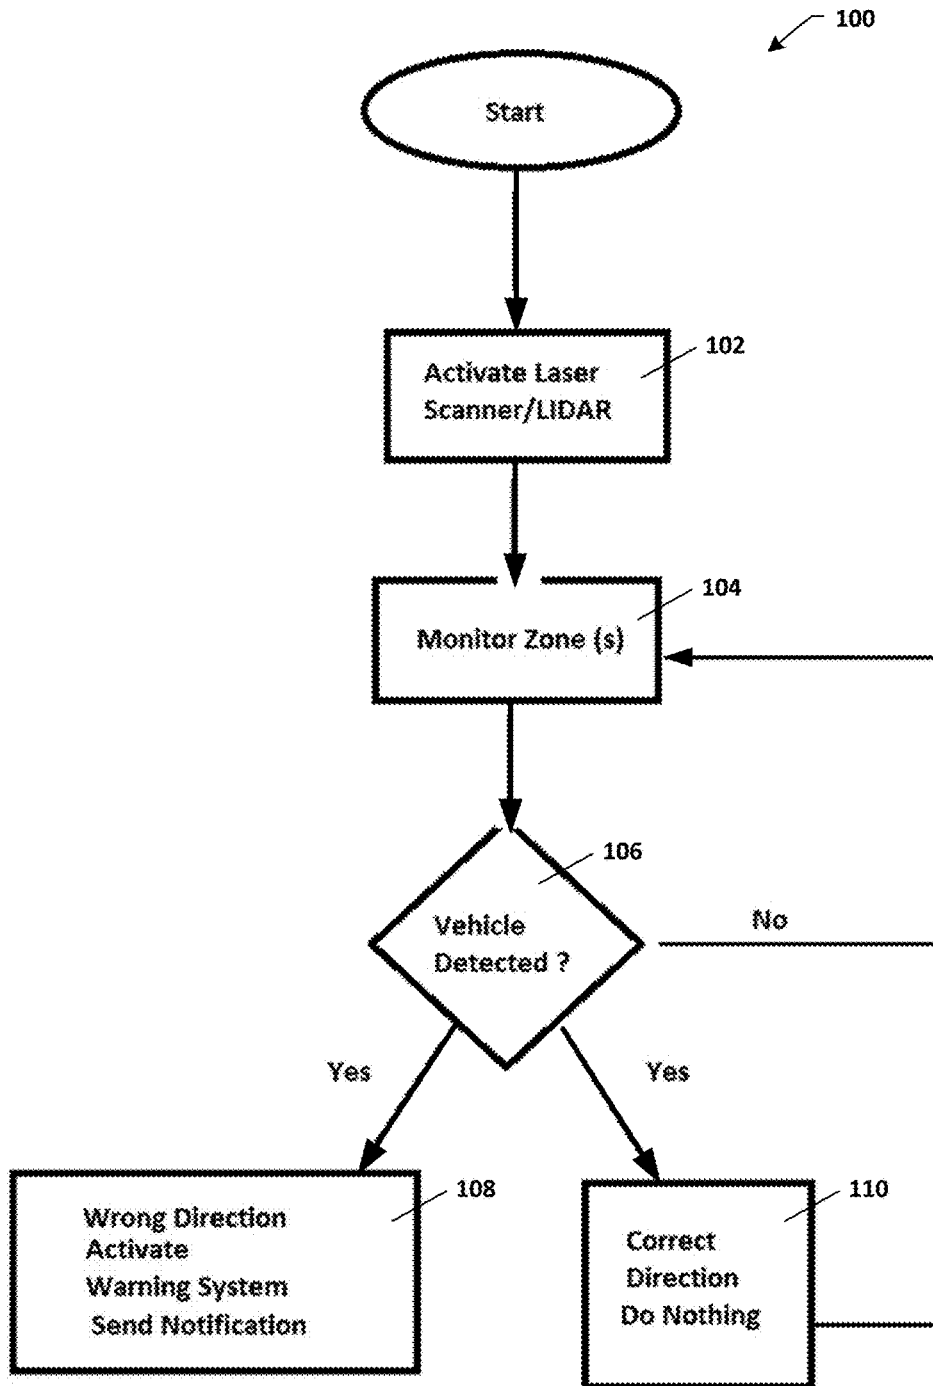 100
Start
102
Activate Laser
Scanner/LIDAR
104
Monitor Zone (s)
106
Vehicle
Detected ?
No
Yes
Yes
108
Wrong Direction
Activate
Warning System
Send Notification
110
Correct
Direction
Do Nothing